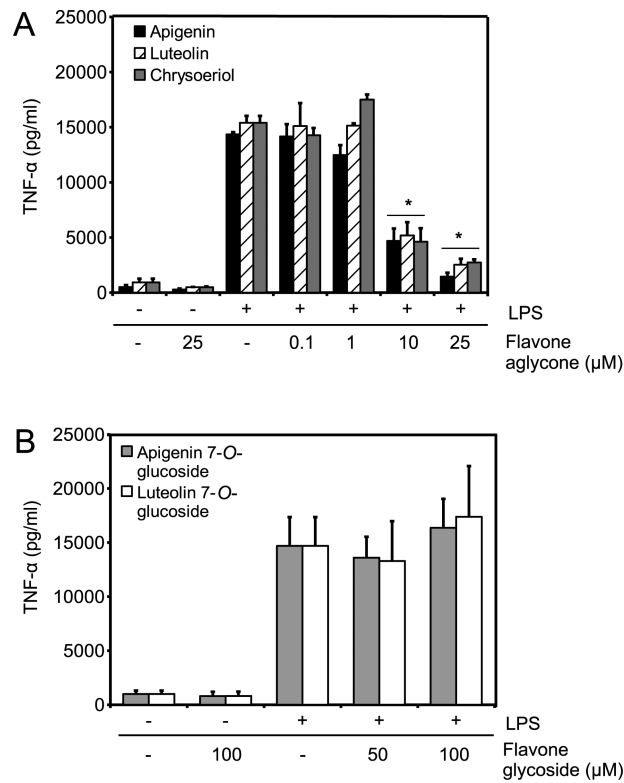 A
25000
20000
15000
10000
5000
0
TNF-α (pg/ml)
Apigenin
Luteolin
Chrysoeriol
*
*
- - + + + + + LPS
- 25 - 0.1 1 10 25 Flavone
aglycone (µM)
B
25000
20000
15000
10000
5000
0
TNF-α (pg/ml)
Apigenin 7-O-
glucoside
Luteolin 7-O-
glucoside
- - + + + LPS
- 100 - 50 100 Flavone
glycoside (µM)